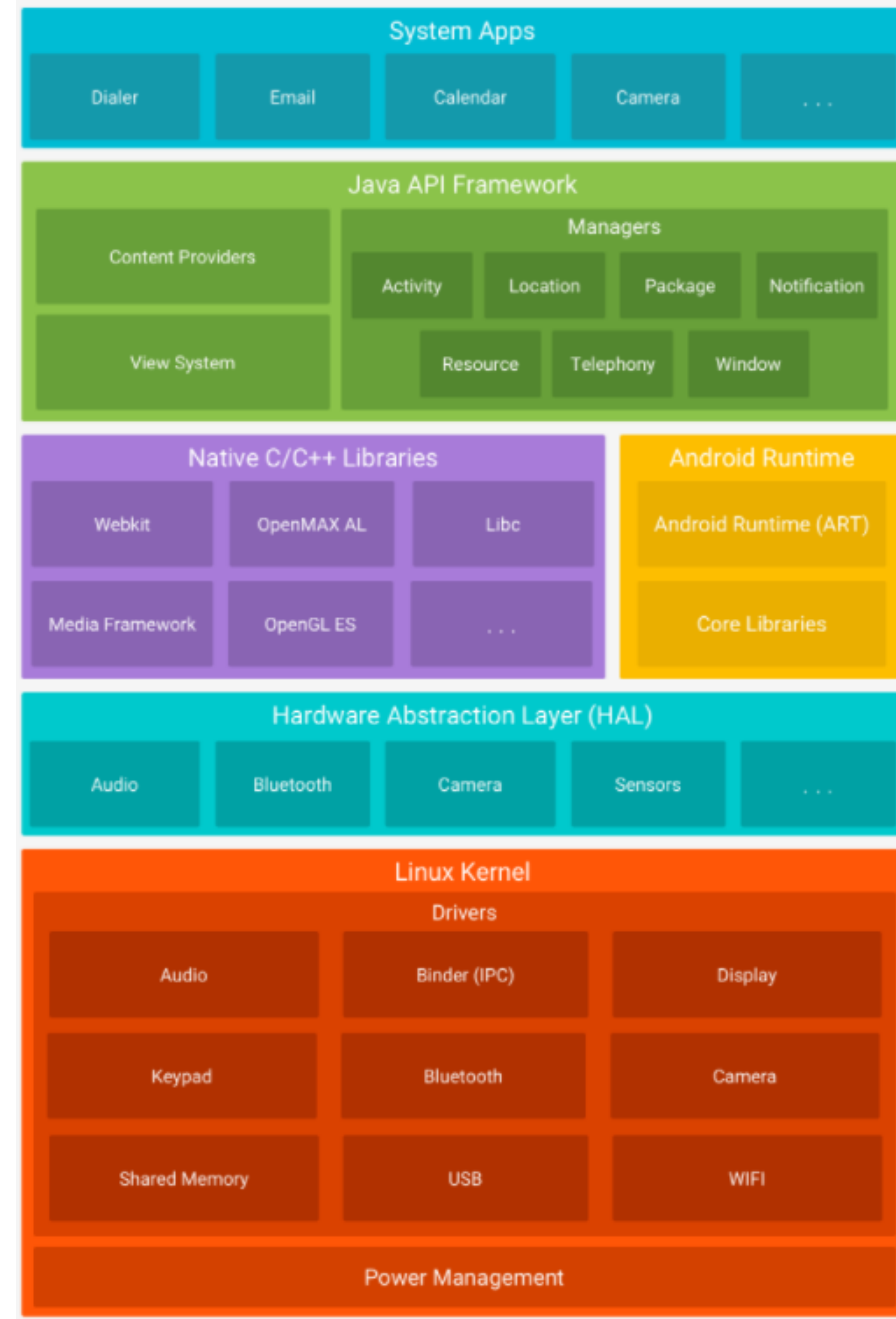 System Apps
Dialer
Email
Calendar
Camera
. . .
Java API Framework
Content Providers
View System
Managers
Activity
Location
Package
Notification
Resource
Telephony
Window
Native C/C++ Libraries
Webkit
OpenMAX AL
Libc
Media Framework
OpenGL ES
. . .
Android Runtime
Android Runtime (ART)
Core Libraries
Hardware Abstraction Layer (HAL)
Audio
Bluetooth
Camera
Sensors
. . .
Linux Kernel
Drivers
Audio
Binder (IPC)
Display
Keypad
Bluetooth
Camera
Shared Memory
USB
WIFI
Power Management